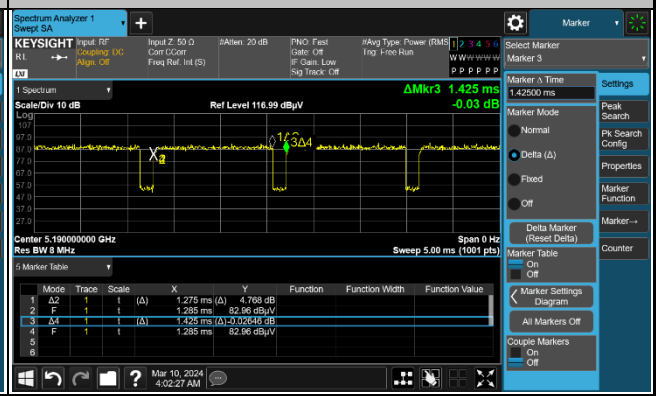 Spectrum Analyzer 1
Swept SA
Marker
KEYSIGHT
Input: RF
Input Z: 50 Ω
#Atten: 20 dB
PNO: Fast
#Avg Type: Power (RMS)
1 2 3 4 5 6
RL
Coupling: DC
Corr CCorr
Gate: Off
Trig: Free Run
W W W W W W
Align: Off
Freq Ref: Int (S)
IF Gain: Low
Sig Track: Off
P P P P P P
LXI
Select Marker
Marker 3
1 Spectrum
ΔMkr3 1.425 ms
Scale/Div 10 dB
Ref Level 116.99 dBµV
-0.03 dB
Log
107
97.0
87.0
77.0
67.0
57.0
47.0
37.0
27.0
3Δ4
Center 5.190000000 GHz
Span 0 Hz
Res BW 8 MHz
Sweep 5.00 ms (1001 pts)
5 Marker Table
Mode Trace Scale X Y Function Function Width Function Value
1 Δ2 1 t (Δ) 1.275 ms (Δ) 4.768 dB
2 F 1 t 1.285 ms 82.96 dBµV
3 Δ4 1 t (Δ) 1.425 ms (Δ) -0.02646 dB
4 F 1 t 1.285 ms 82.96 dBµV
5
6
Mar 10, 2024
4:02:27 AM
Marker Δ Time
1.42500 ms
Marker Mode
Normal
Delta (Δ)
Fixed
Off
Delta Marker
(Reset Delta)
Marker Table
On
Off
Marker Settings
Diagram
All Markers Off
Couple Markers
On
Off
Settings
Peak
Search
Pk Search
Config
Properties
Marker
Function
Marker→
Counter